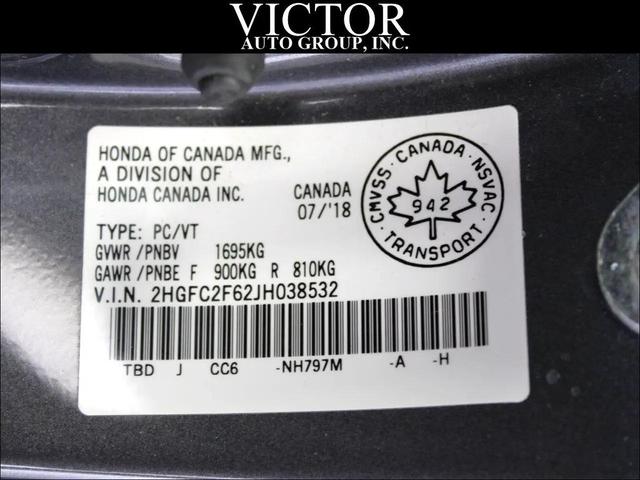 VICTOR
AUTO GROUP, INC.
HONDA OF CANADA MFG.,
A DIVISION OF
HONDA CANADA INC.
CANADA
07/'18
TYPE: PC/VT
GVWR /PNBV 1695KG
GAWR /PNBE F 900KG R 810KG
V.I.N. 2HGFC2F62JH038532
TBD J CC6 -NH797M -A -H
CMVSS · CANADA · NSVAC
942
· TRANSPORT ·